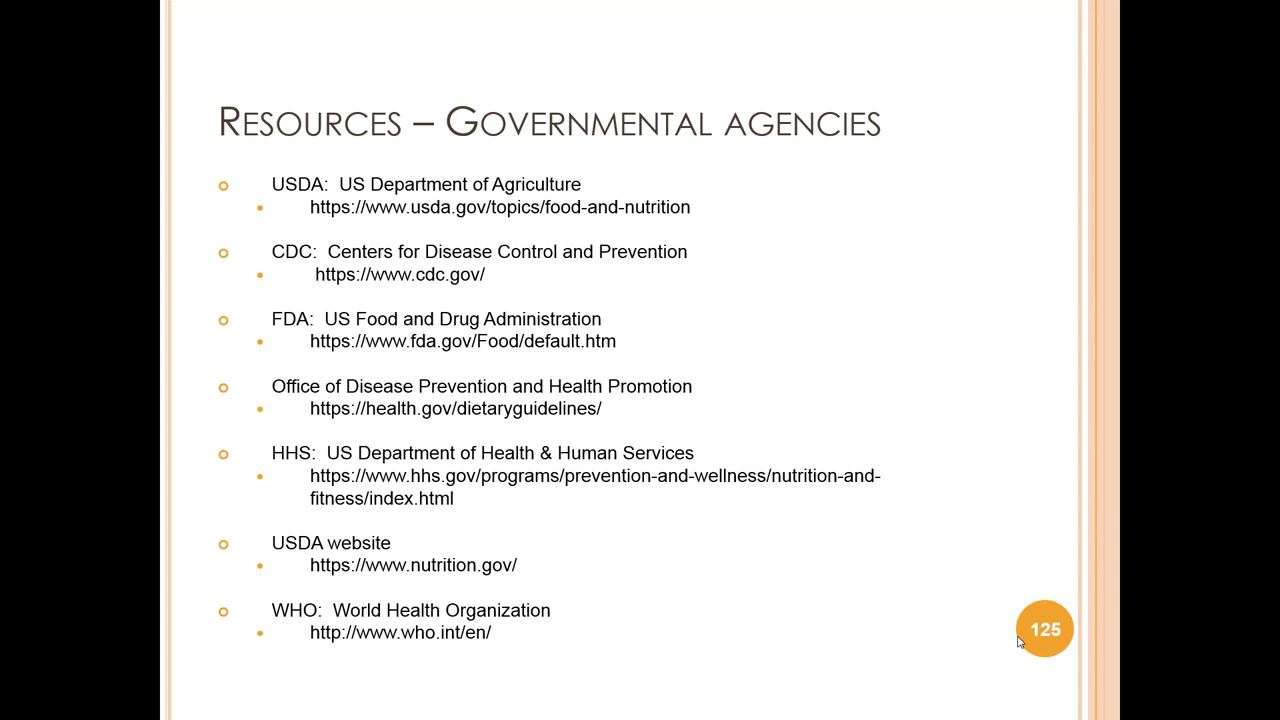 RESOURCES – GOVERNMENTAL AGENCIES
USDA:  US Department of Agriculture
https://www.usda.gov/topics/food-and-nutrition
CDC:  Centers for Disease Control and Prevention
https://www.cdc.gov/
FDA:  US Food and Drug Administration
https://www.fda.gov/Food/default.htm
Office of Disease Prevention and Health Promotion
https://health.gov/dietaryguidelines/
HHS:  US Department of Health & Human Services
https://www.hhs.gov/programs/prevention-and-wellness/nutrition-and-
fitness/index.html
USDA website
https://www.nutrition.gov/
WHO:  World Health Organization
http://www.who.int/en/
125